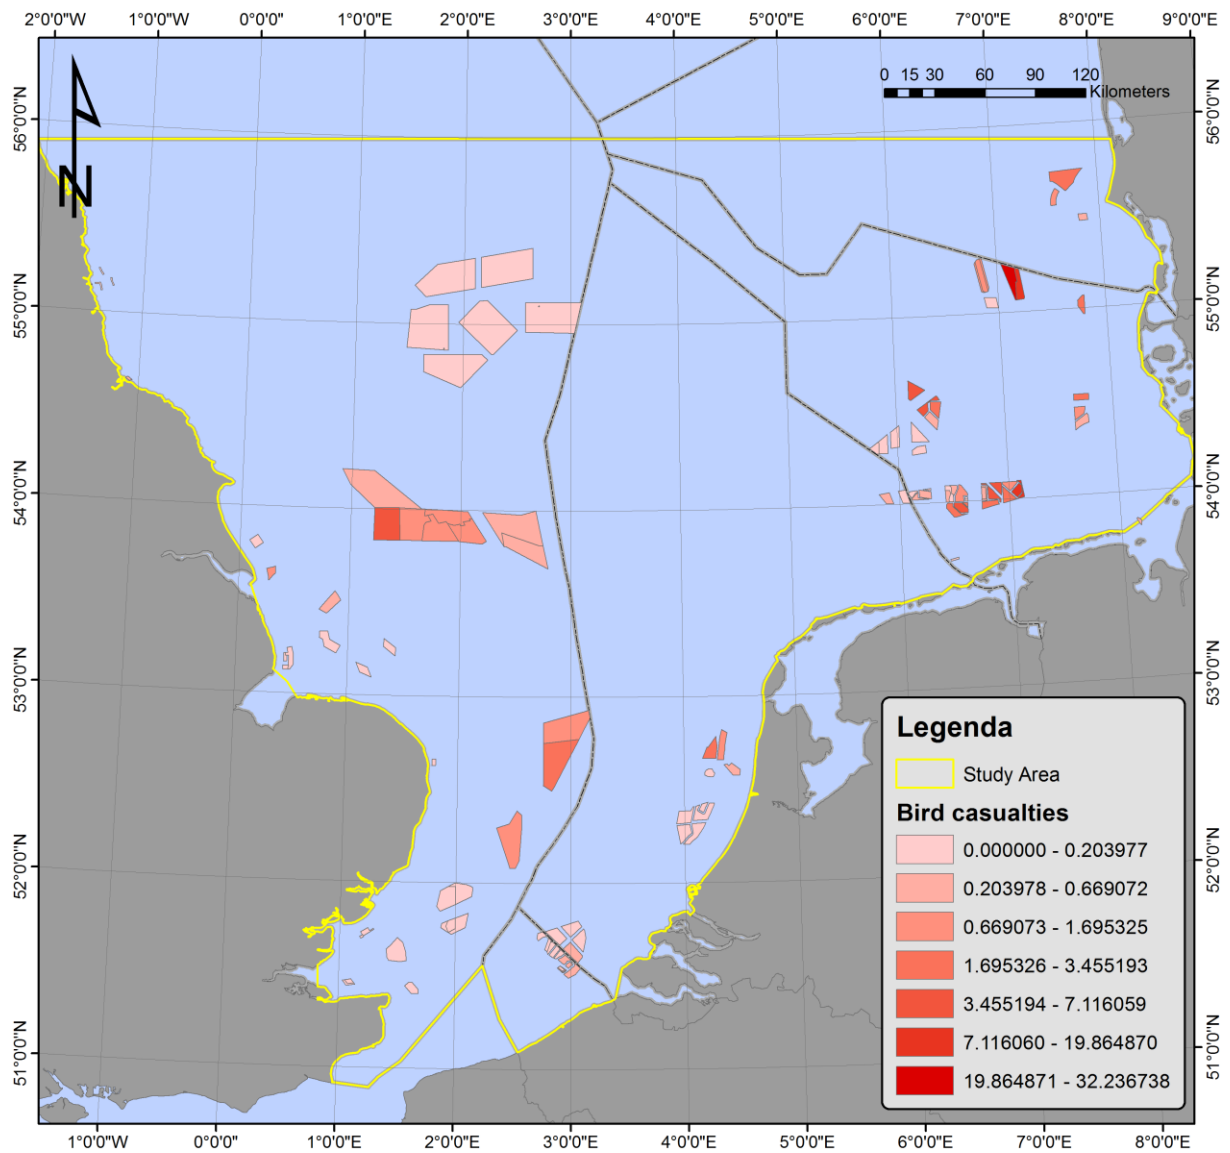 2°0'0"W 1°0'0"W 0°0'0" 1°0'0"E 2°0'0"E 3°0'0"E 4°0'0"E 5°0'0"E 6°0'0"E 7°0'0"E 8°0'0"E 9°0'0"E
N
0 15 30 60 90 120
Kilometers
56°0'0"N
55°0'0"N
54°0'0"N
53°0'0"N
52°0'0"N
51°0'0"N
56°0'0"N
55°0'0"N
54°0'0"N
53°0'0"N
52°0'0"N
51°0'0"N
Legenda
Study Area
Bird casualties
0.000000 - 0.203977
0.203978 - 0.669072
0.669073 - 1.695325
1.695326 - 3.455193
3.455194 - 7.116059
7.116060 - 19.864870
19.864871 - 32.236738
1°0'0"W 0°0'0" 1°0'0"E 2°0'0"E 3°0'0"E 4°0'0"E 5°0'0"E 6°0'0"E 7°0'0"E 8°0'0"E